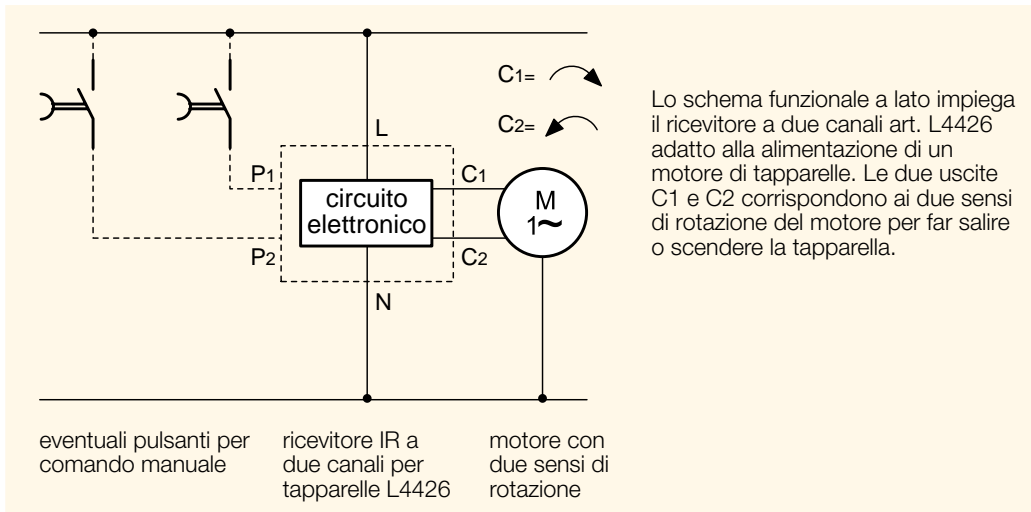 C1=
C2=
L
P1
C1
circuito
elettronico
M
1~
P2
C2
N
eventuali pulsanti per
comando manuale
ricevitore IR a
due canali per
tapparelle L4426
motore con
due sensi di
rotazione
Lo schema funzionale a lato impiega
il ricevitore a due canali art. L4426
adatto alla alimentazione di un
motore di tapparelle. Le due uscite
C1 e C2 corrispondono ai due sensi
di rotazione del motore per far salire
o scendere la tapparella.